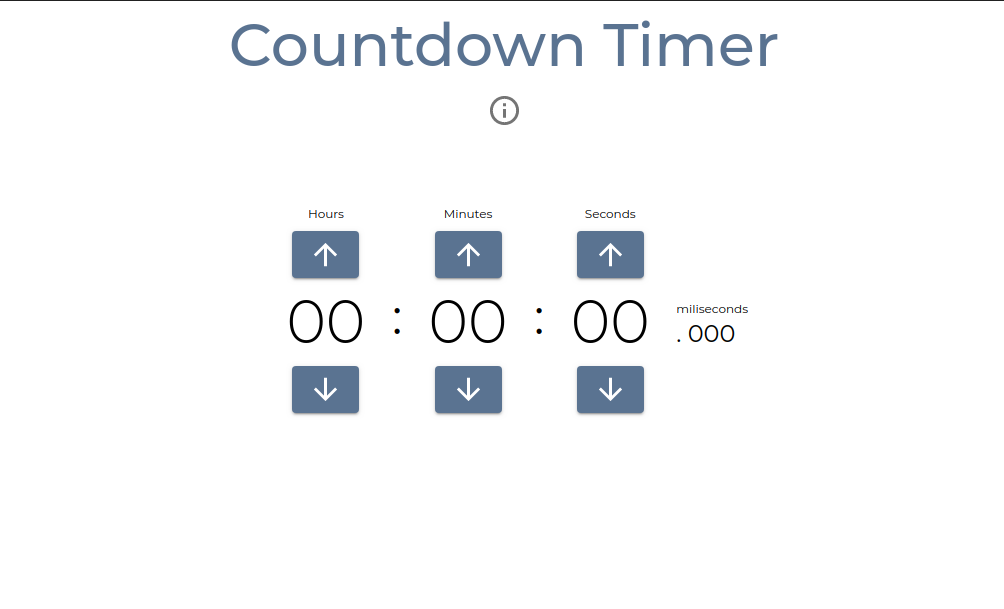 Countdown Timer
Hours Minutes Seconds
00 : 00 : 00
miliseconds
. 000